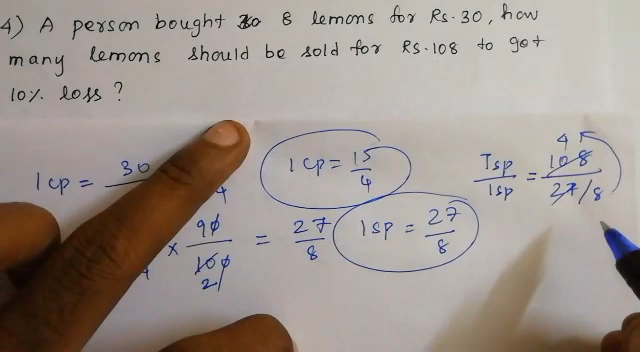 4) A person bought 8 lemons for Rs. 30, how
many lemons should be sold for Rs. 108 to get
10% loss?
1 cp = 30
4
1 cp = 15/4
Tsp/1sp = 108/27/8
4
× 90/100 = 27/8
2
1 sp = 27/8